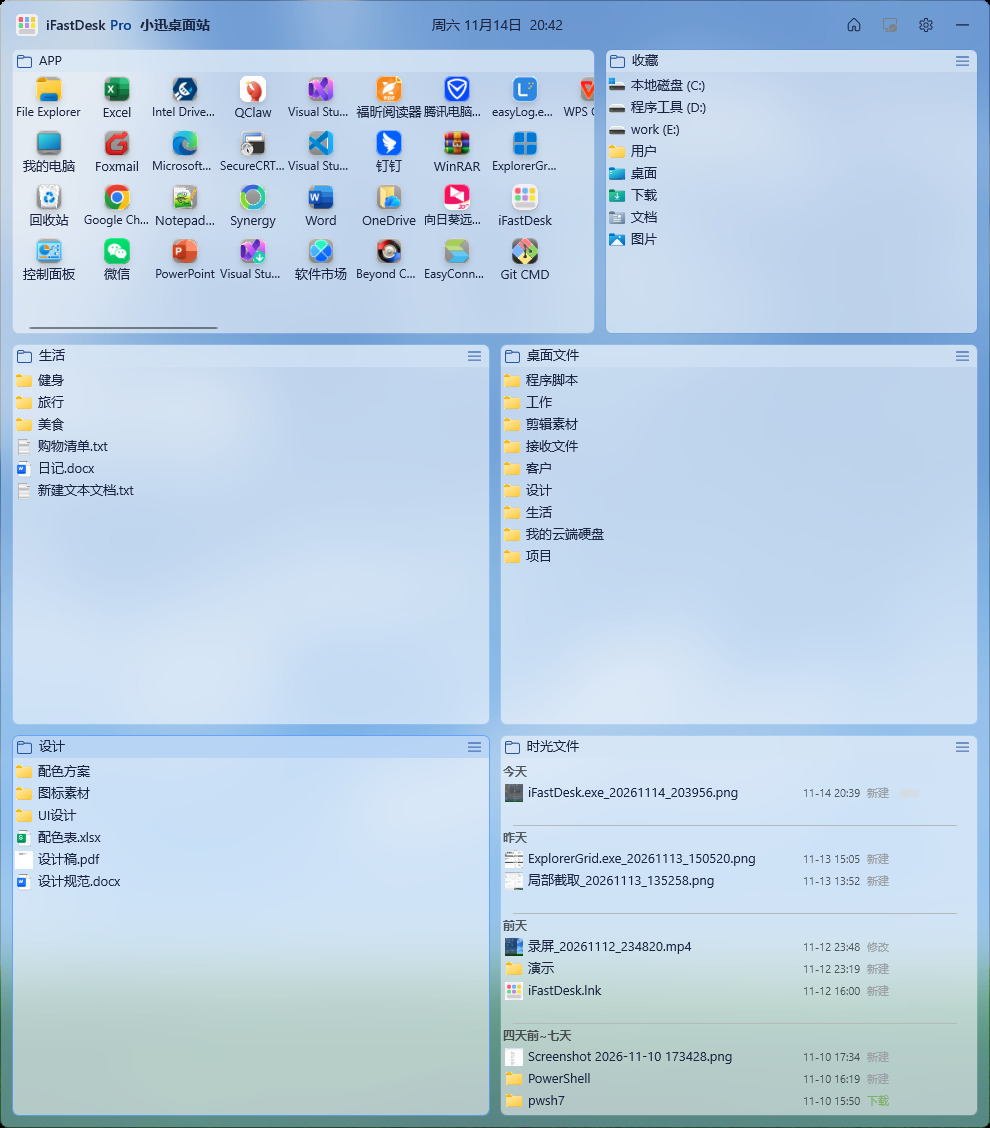 iFastDesk Pro 小迅桌面站 周六 11月14日 20:42
APP
File Explorer Excel Intel Drive... QClaw Visual Stu... 福昕阅读器 腾讯电脑... easyLog.e... WPS
我的电脑 Foxmail Microsoft... SecureCRT... Visual Stu... 钉钉 WinRAR ExplorerGr...
回收站 Google Ch... Notepad... Synergy Word OneDrive 向日葵远... iFastDesk
控制面板 微信 PowerPoint Visual Stu... 软件市场 Beyond C... EasyConn... Git CMD
收藏
本地磁盘 (C:)
程序工具 (D:)
work (E:)
用户
桌面
下载
文档
图片
生活
健身
旅行
美食
购物清单.txt
日记.docx
新建文本文档.txt
桌面文件
程序脚本
工作
剪辑素材
接收文件
客户
设计
生活
我的云端硬盘
项目
设计
配色方案
图标素材
UI设计
配色表.xlsx
设计稿.pdf
设计规范.docx
时光文件
今天
iFastDesk.exe_20261114_203956.png 11-14 20:39 新建
昨天
ExplorerGrid.exe_20261113_150520.png 11-13 15:05 新建
局部截取_20261113_135258.png 11-13 13:52 新建
前天
录屏_20261112_234820.mp4 11-12 23:48 修改
演示 11-12 23:19 新建
iFastDesk.lnk 11-12 16:00 新建
四天前~七天
Screenshot 2026-11-10 173428.png 11-10 17:34 新建
PowerShell 11-10 16:19 新建
pwsh7 11-10 15:50 下载